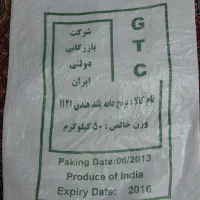 شرکت
بازرگانی
دولتی
ایران
G
T
C
نام کالا : برنج دانه بلند هندی ۱۱۲۱
وزن خالص : ۵۰ کیلوگرم
Paking Date:06/2013
Produce of India
Expiry Date: 2016